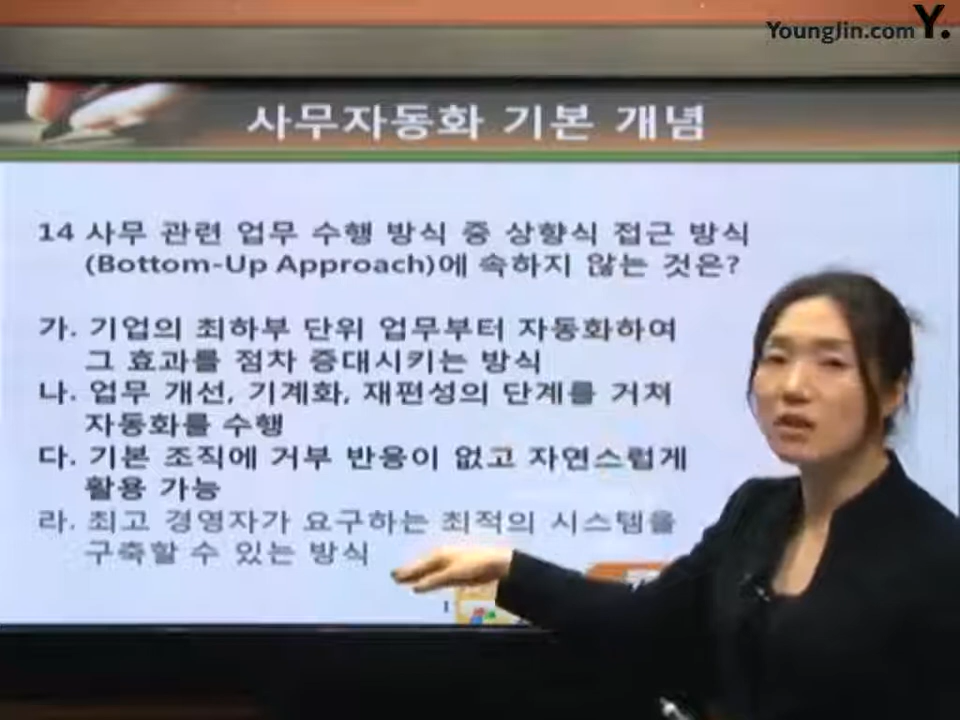 YoungJin.com Y.
사무자동화 기본 개념
14 사무 관련 업무 수행 방식 중 상향식 접근 방식
(Bottom-Up Approach)에 속하지 않는 것은?
가. 기업의 최하부 단위 업무부터 자동화하여
그 효과를 점차 증대시키는 방식
나. 업무 개선, 기계화, 재편성의 단계를 거쳐
자동화를 수행
다. 기본 조직에 거부 반응이 없고 자연스럽게
활용 가능
라. 최고 경영자가 요구하는 최적의 시스템을
구축할 수 있는 방식